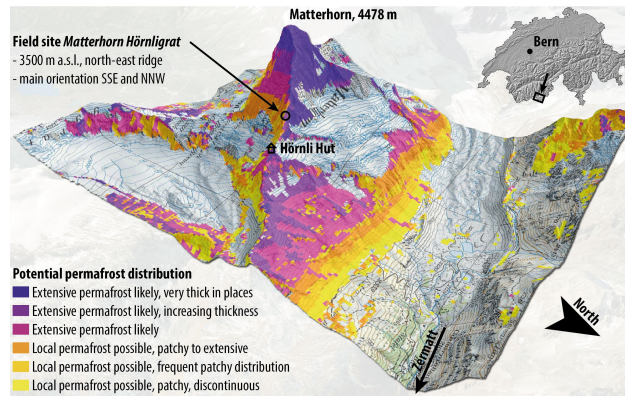 Matterhorn, 4478 m
Field site Matterhorn Hörnligrat
- 3500 m a.s.l., north-east ridge
- main orientation SSE and NNW
Bern
Hörnli Hut
Potential permafrost distribution
Extensive permafrost likely, very thick in places
Extensive permafrost likely, increasing thickness
Extensive permafrost likely
Local permafrost possible, patchy to extensive
Local permafrost possible, frequent patchy distribution
Local permafrost possible, patchy, discontinuous
Zermatt
North